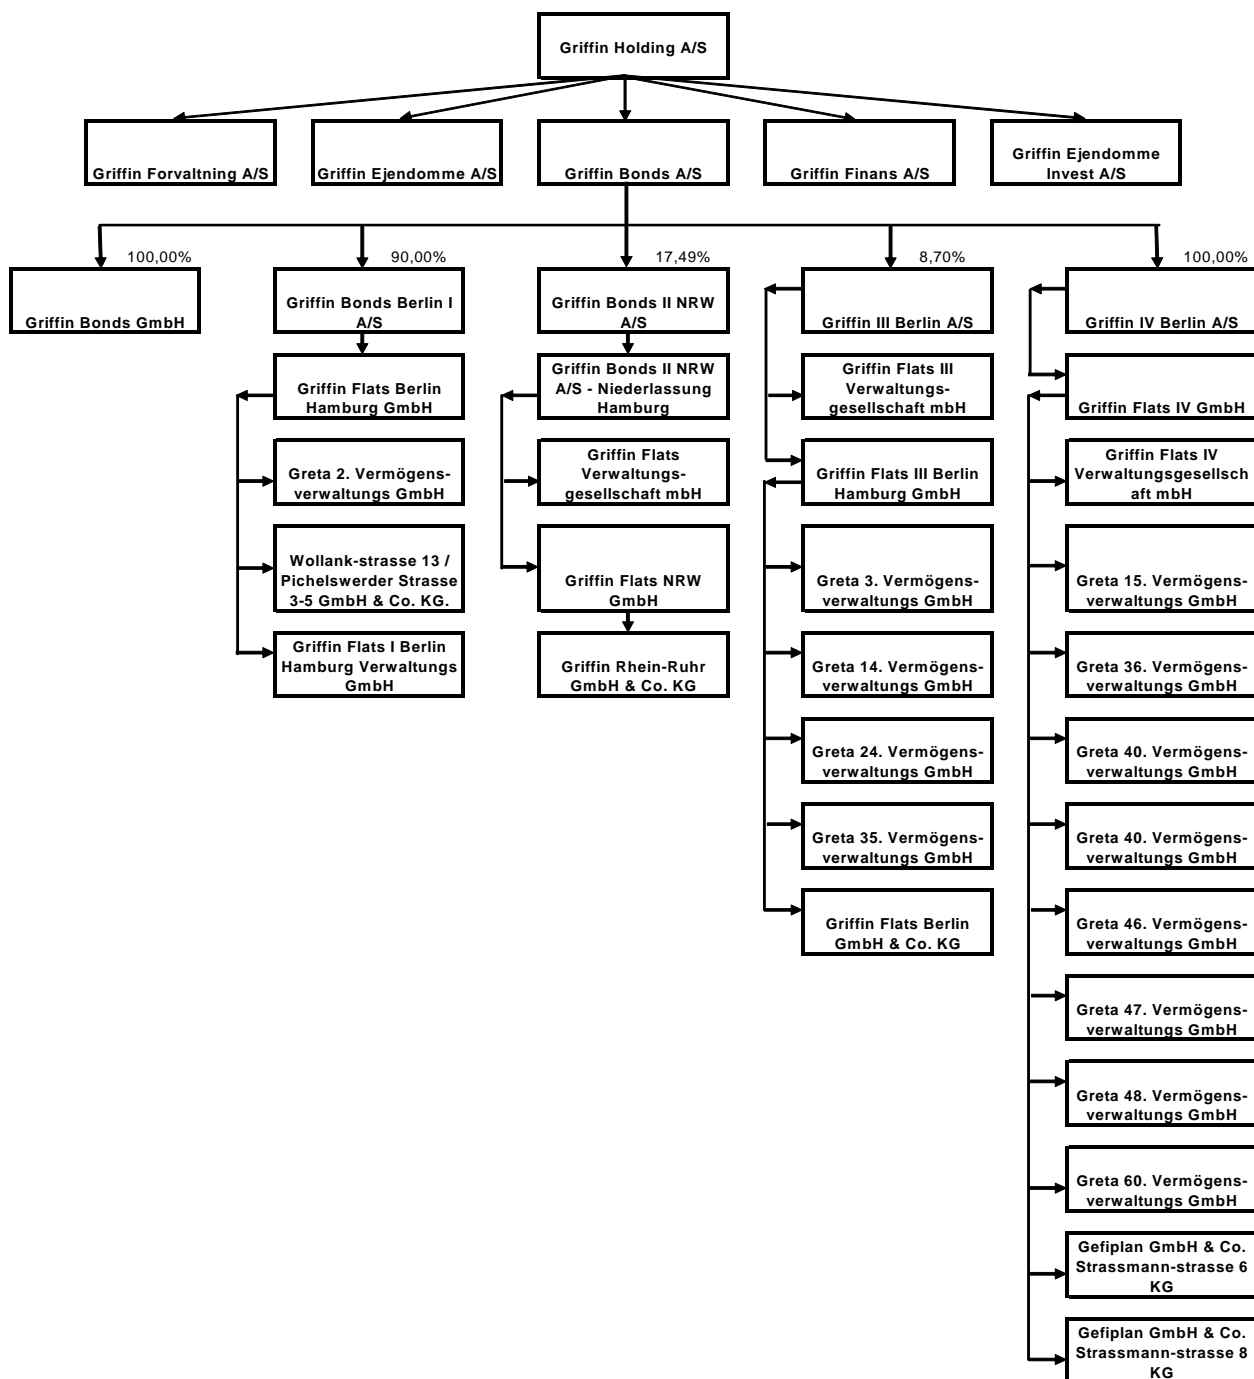 Griffin Holding A/S
Griffin Forvaltning A/S
Griffin Ejendomme A/S
Griffin Bonds A/S
Griffin Finans A/S
Griffin Ejendomme
Invest A/S
100,00%
90,00%
17,49%
8,70%
100,00%
Griffin Bonds GmbH
Griffin Bonds Berlin I
A/S
Griffin Bonds II NRW
A/S
Griffin III Berlin A/S
Griffin IV Berlin A/S
Griffin Flats Berlin
Hamburg GmbH
Greta 2. Vermögens-
verwaltungs GmbH
Wollank-strasse 13 /
Pichelswerder Strasse
3-5 GmbH & Co. KG.
Griffin Flats I Berlin
Hamburg Verwaltungs
GmbH
Griffin Bonds II NRW
A/S - Niederlassung
Hamburg
Griffin Flats
Verwaltungs-
gesellschaft mbH
Griffin Flats NRW
GmbH
Griffin Rhein-Ruhr
GmbH & Co. KG
Griffin Flats III
Verwaltungs-
gesellschaft mbH
Griffin Flats III Berlin
Hamburg GmbH
Greta 3. Vermögens-
verwaltungs GmbH
Greta 14. Vermögens-
verwaltungs GmbH
Greta 24. Vermögens-
verwaltungs GmbH
Greta 35. Vermögens-
verwaltungs GmbH
Griffin Flats Berlin
GmbH & Co. KG
Griffin Flats IV GmbH
Griffin Flats IV
Verwaltungsgesellsch
aft mbH
Greta 15. Vermögens-
verwaltungs GmbH
Greta 36. Vermögens-
verwaltungs GmbH
Greta 40. Vermögens-
verwaltungs GmbH
Greta 40. Vermögens-
verwaltungs GmbH
Greta 46. Vermögens-
verwaltungs GmbH
Greta 47. Vermögens-
verwaltungs GmbH
Greta 48. Vermögens-
verwaltungs GmbH
Greta 60. Vermögens-
verwaltungs GmbH
Gefiplan GmbH & Co.
Strassmann-strasse 6
KG
Gefiplan GmbH & Co.
Strassmann-strasse 8
KG